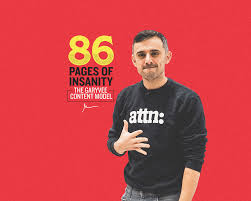 86
PAGES OF
INSANITY
THE GARYVEE
CONTENT MODEL
attn: